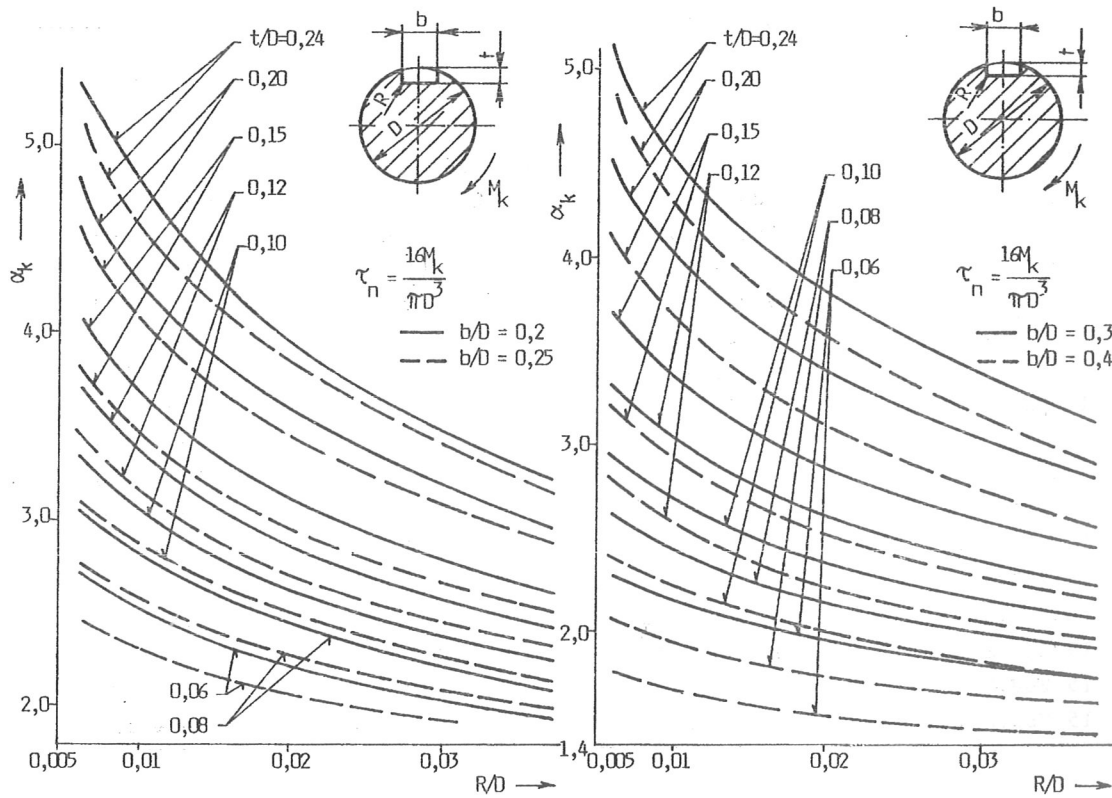 b
t/D=0,24
t
0,20
R
5,0
D
0,15
0,12
M_k
0,10
α_k
τ_n = 16M_k / πD³
4,0
b/D = 0,2
b/D = 0,25
3,0
0,06
2,0
0,08
0,005
0,01
0,02
0,03
R/D
b
t/D=0,24
t
5,0
0,20
R
D
0,15
0,12
0,10
M_k
α_k
0,08
4,0
0,06
τ_n = 16M_k / πD³
b/D = 0,3
b/D = 0,4
3,0
2,0
1,4
0,005
0,01
0,02
0,03
R/D